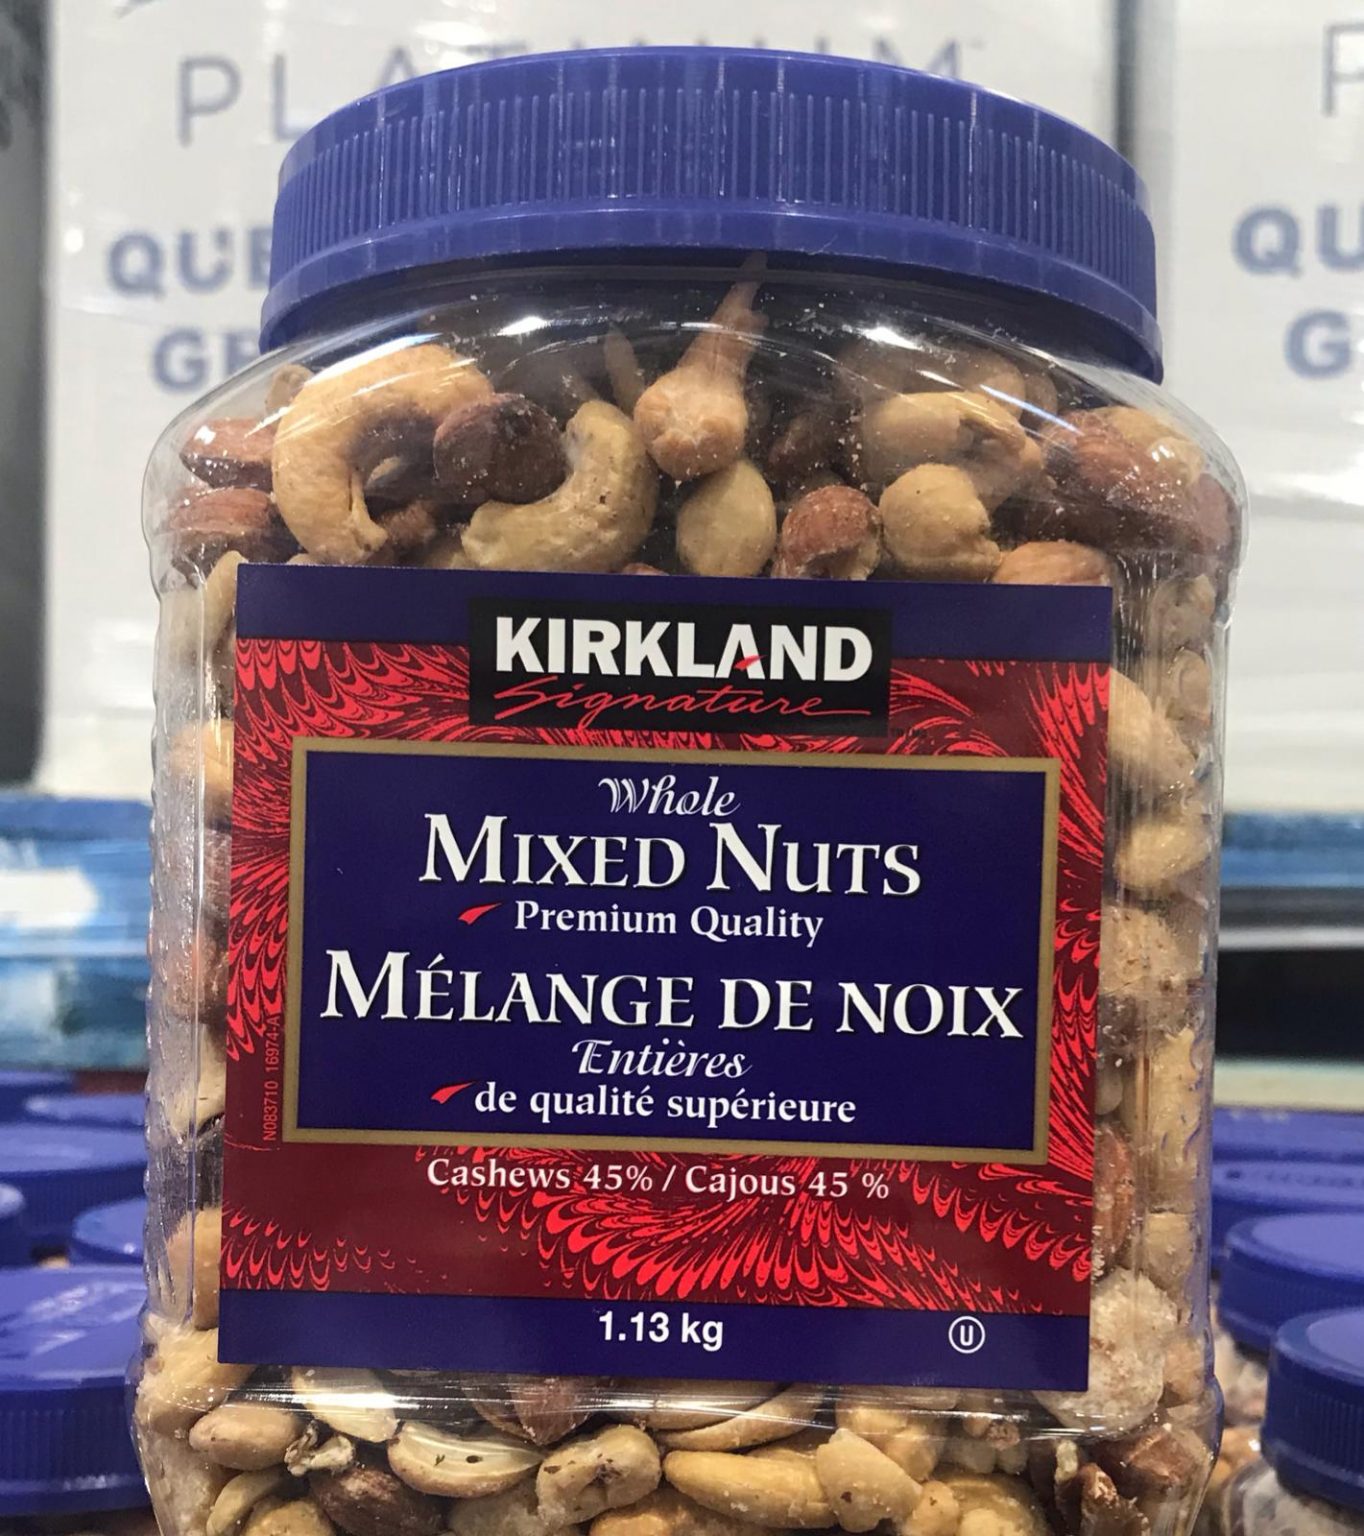 KIRKLAND
Signature
Whole
MIXED NUTS
Premium Quality
MÉLANGE DE NOIX
Entières
de qualité supérieure
Cashews 45% / Cajous 45 %
1.13 kg
U
N083710 16974-A